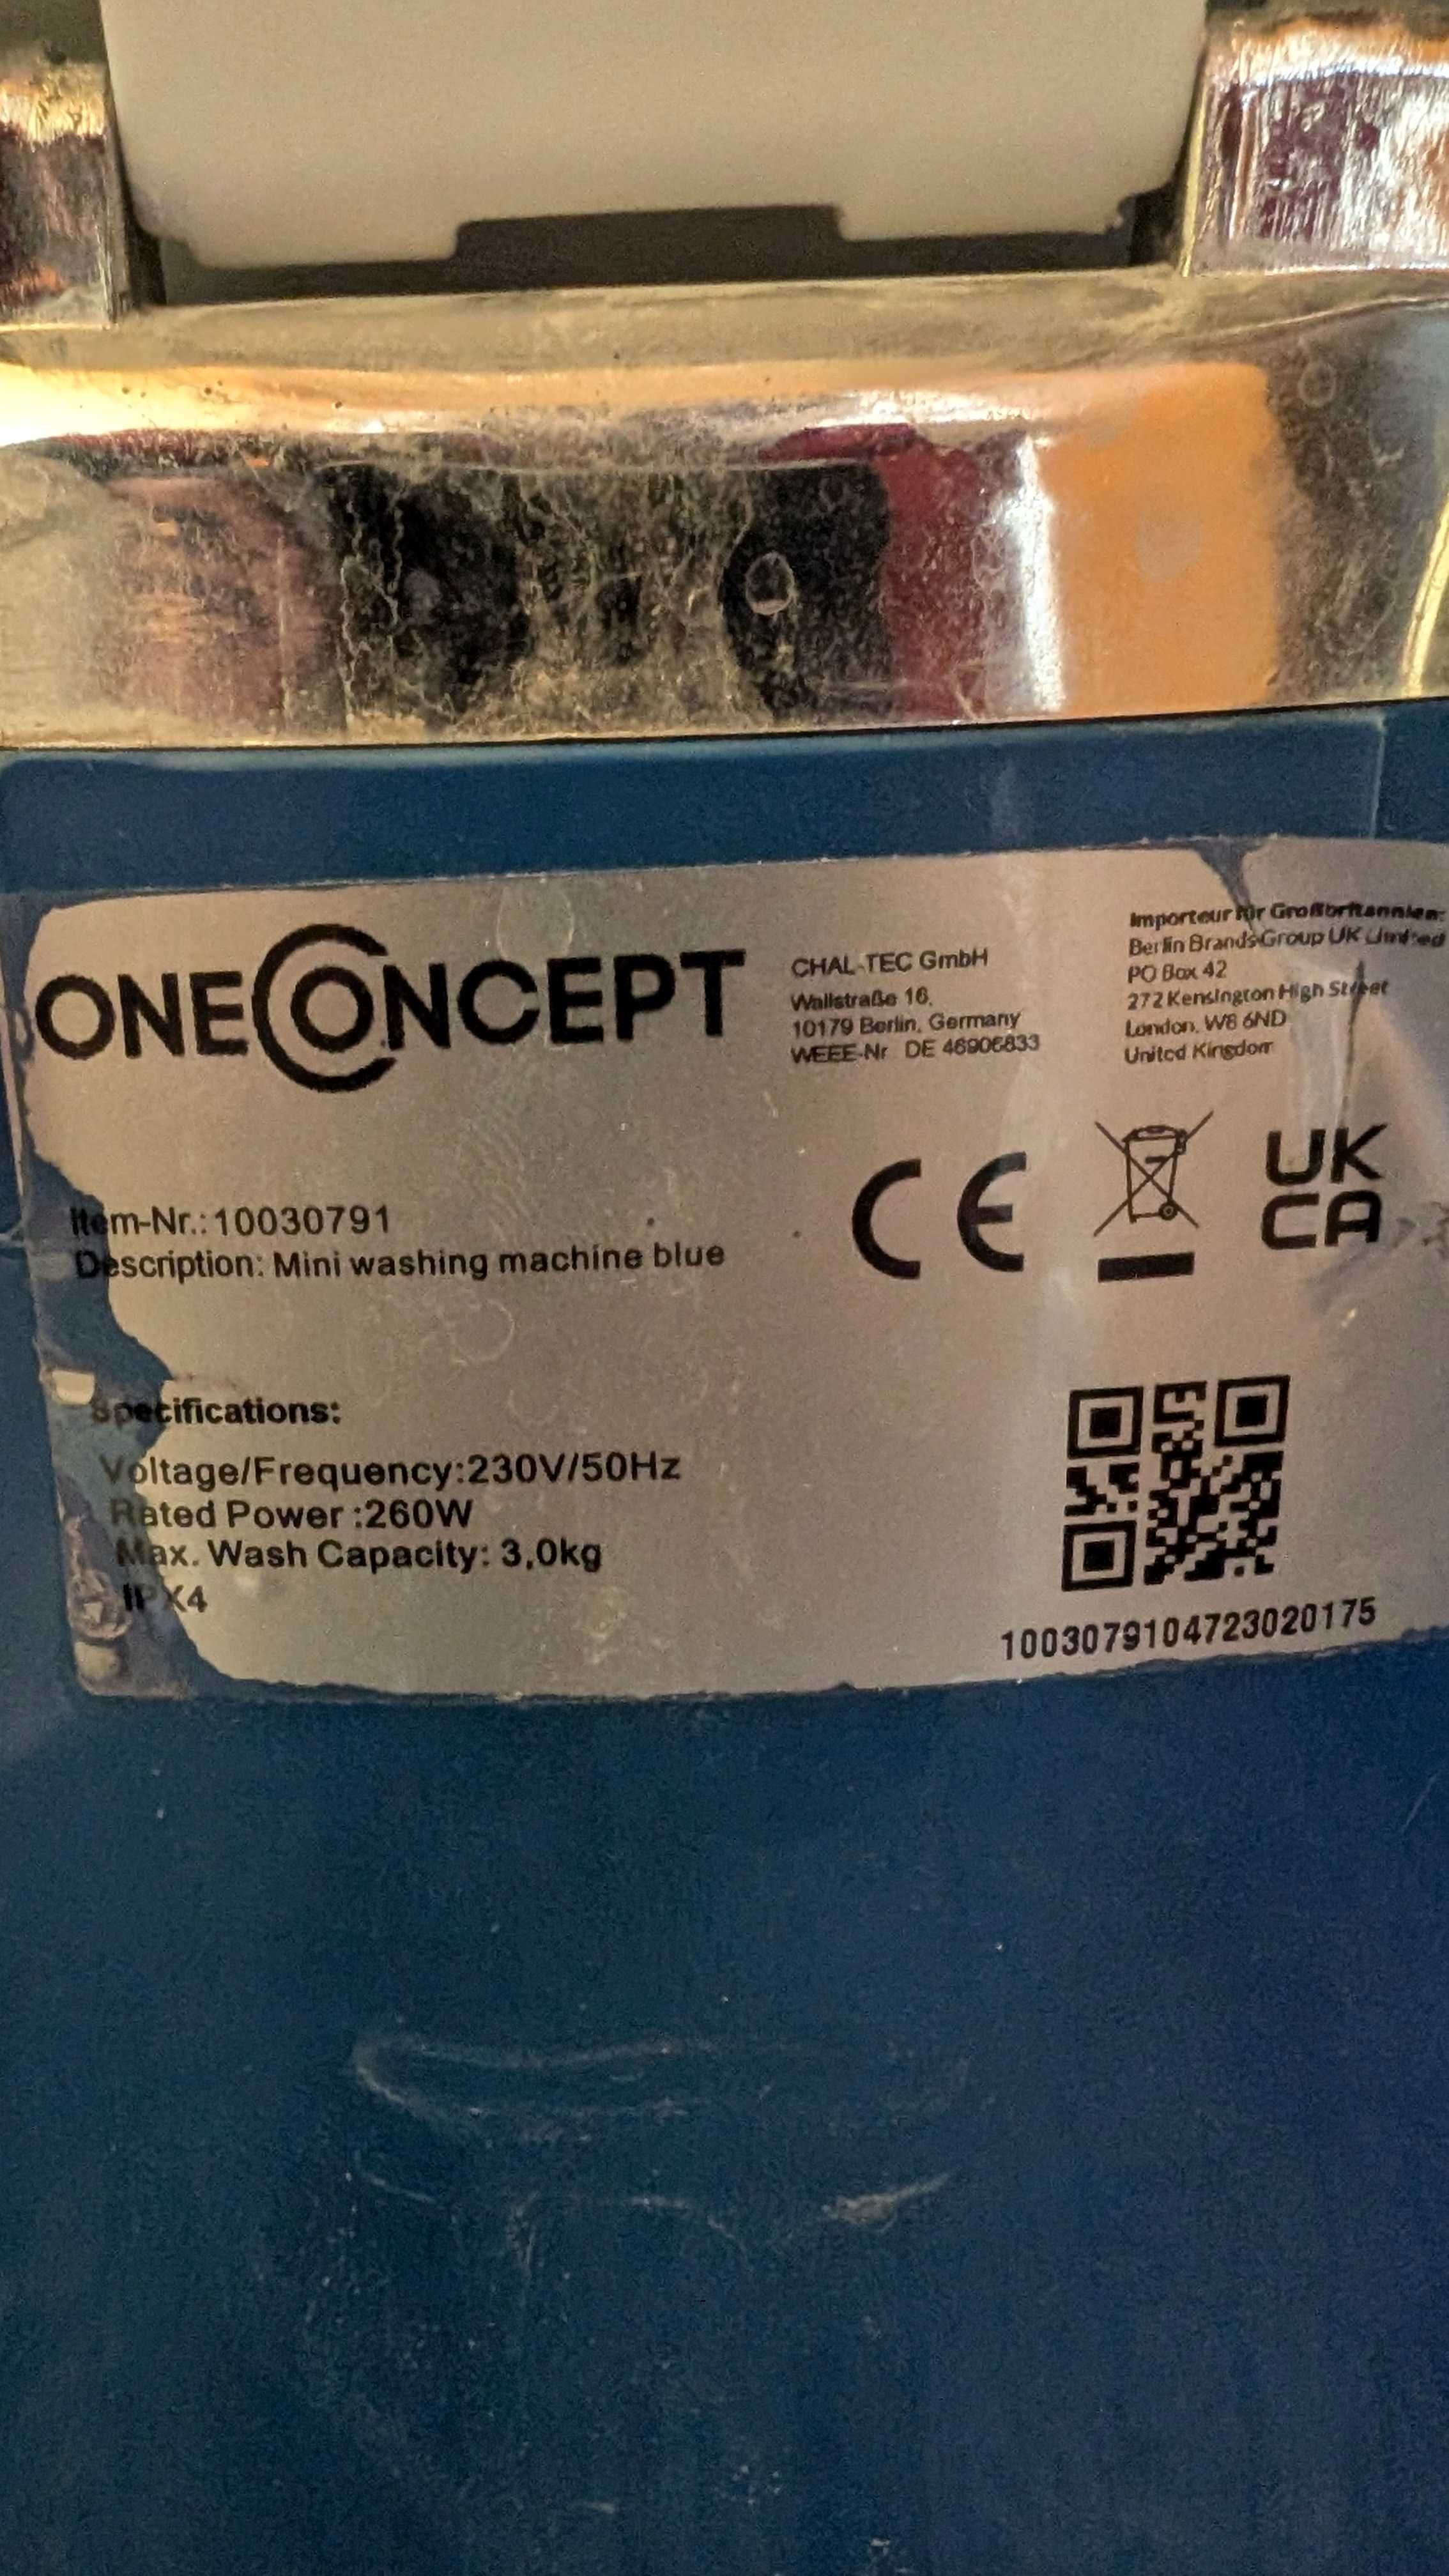 ONECONCEPT
CHAL-TEC GmbH
Wallstraße 16,
10179 Berlin, Germany
WEEE-Nr DE 46906833
Importeur für Großbritannien:
Berlin Brands Group UK Limited
PO Box 42
272 Kensington High Street
London, W8 6ND
United Kingdom
CE
UK
CA
Item-Nr.:10030791
Description: Mini washing machine blue
Specifications:
Voltage/Frequency:230V/50Hz
Rated Power :260W
Max. Wash Capacity: 3,0kg
IPX4
1003079104723020175